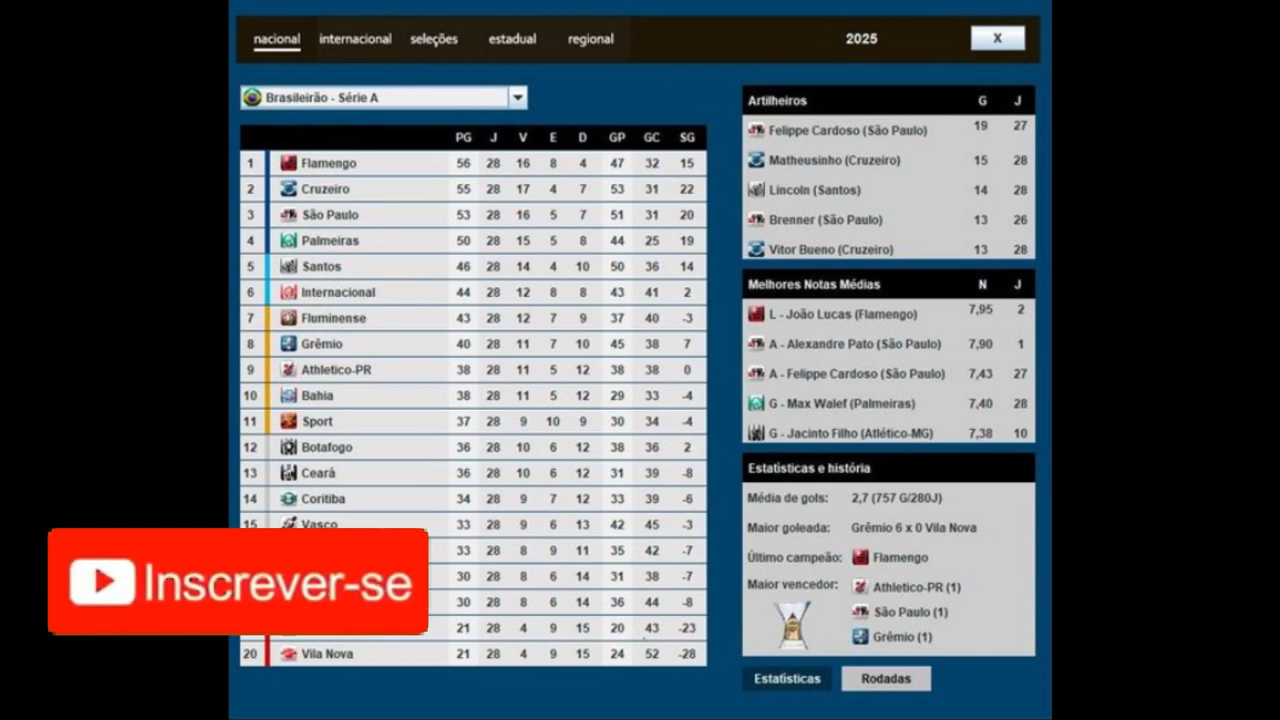 nacional internacional seleções estadual regional 2025 X
Brasileirão - Série A
PG J V E D GP GC SG
1 Flamengo 56 28 16 8 4 47 32 15
2 Cruzeiro 55 28 17 4 7 53 31 22
3 São Paulo 53 28 16 5 7 51 31 20
4 Palmeiras 50 28 15 5 8 44 25 19
5 Santos 46 28 14 4 10 50 36 14
6 Internacional 44 28 12 8 8 43 41 2
7 Fluminense 43 28 12 7 9 37 40 -3
8 Grêmio 40 28 11 7 10 45 38 7
9 Athletico-PR 38 28 11 5 12 38 38 0
10 Bahia 38 28 11 5 12 29 33 -4
11 Sport 37 28 9 10 9 30 34 -4
12 Botafogo 36 28 10 6 12 38 36 2
13 Ceará 36 28 10 6 12 31 39 -8
14 Coritiba 34 28 9 7 12 33 39 -6
15 Vasco 33 28 9 6 13 42 45 -3
33 28 8 9 11 35 42 -7
30 28 8 6 14 31 38 -7
30 28 8 6 14 36 44 -8
21 28 4 9 15 20 43 -23
20 Vila Nova 21 28 4 9 15 24 52 -28
Inscrever-se
Artilheiros G J
Felippe Cardoso (São Paulo) 19 27
Matheusinho (Cruzeiro) 15 28
Lincoln (Santos) 14 28
Brenner (São Paulo) 13 26
Vitor Bueno (Cruzeiro) 13 28
Melhores Notas Médias N J
L - João Lucas (Flamengo) 7,95 2
A - Alexandre Pato (São Paulo) 7,90 1
A - Felippe Cardoso (São Paulo) 7,43 27
G - Max Walef (Palmeiras) 7,40 28
G - Jacinto Filho (Atlético-MG) 7,38 10
Estatísticas e história
Média de gols: 2,7 (757 G/280J)
Maior goleada: Grêmio 6 x 0 Vila Nova
Último campeão: Flamengo
Maior vencedor: Athletico-PR (1)
São Paulo (1)
Grêmio (1)
Estatísticas Rodadas